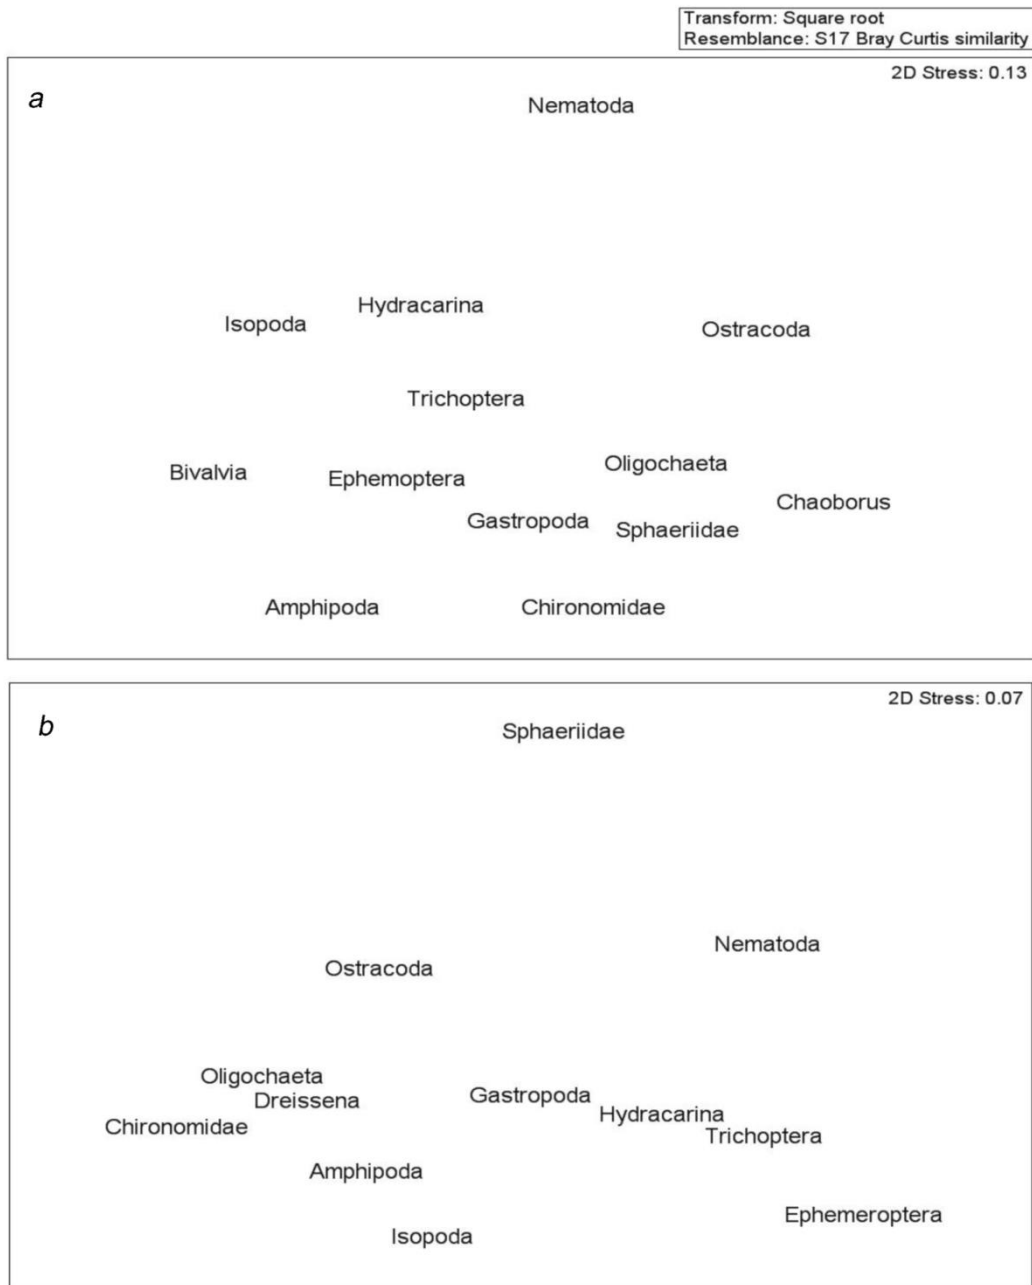 Transform: Square root
Resemblance: S17 Bray Curtis similarity
2D Stress: 0.13
a
Nematoda
Hydracarina
Isopoda
Ostracoda
Trichoptera
Oligochaeta
Bivalvia
Ephemoptera
Chaoborus
Gastropoda
Sphaeriidae
Amphipoda
Chironomidae
2D Stress: 0.07
b
Sphaeriidae
Nematoda
Ostracoda
Oligochaeta
Dreissena
Gastropoda
Hydracarina
Chironomidae
Trichoptera
Amphipoda
Ephemeroptera
Isopoda